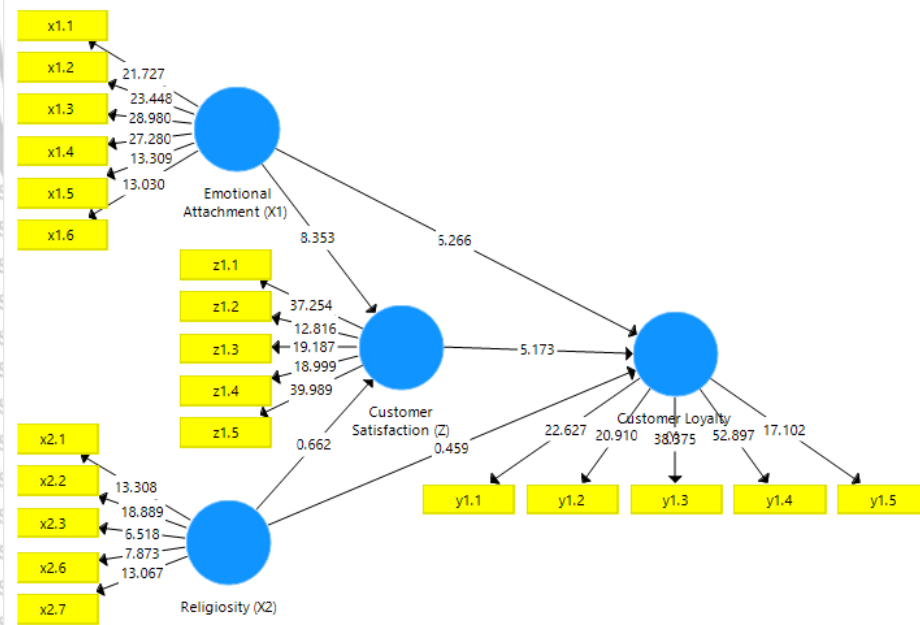 x1.1
x1.2
x1.3
x1.4
x1.5
x1.6
21.727
23.448
28.980
27.280
13.309
13.030
Emotional
Attachment (X1)
8.353
5.266
z1.1
z1.2
z1.3
z1.4
z1.5
37.254
12.816
19.187
18.999
39.989
Customer
Satisfaction (Z)
5.173
0.662
0.459
x2.1
x2.2
x2.3
x2.6
x2.7
13.308
18.889
6.518
7.873
13.067
Religiosity (X2)
Customer Loyalty
22.627
20.910
52.897
17.102
y1.1
y1.2
y1.3
y1.4
y1.5